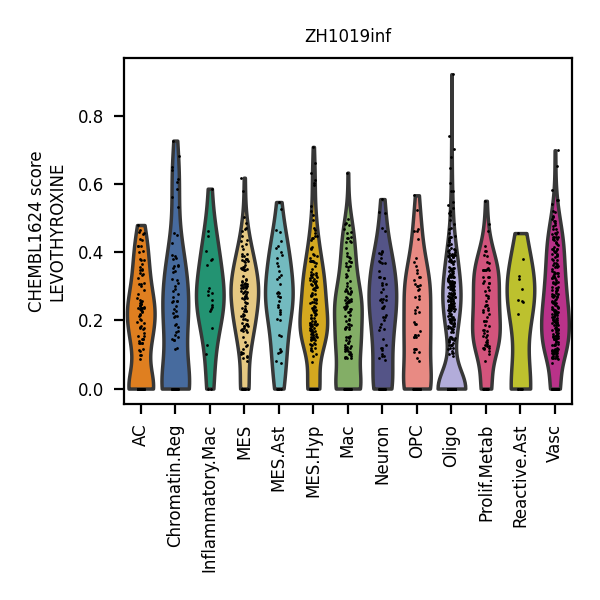 ZH1019inf
CHEMBL1624 score
LEVOTHYROXINE
0.8
0.6
0.4
0.2
0.0
AC
Chromatin.Reg
Inflammatory.Mac
MES
MES.Ast
MES.Hyp
Mac
Neuron
OPC
Oligo
Prolif.Metab
Reactive.Ast
Vasc